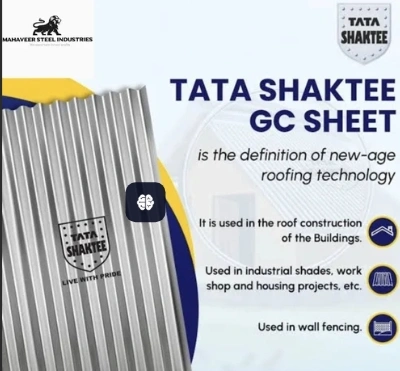 MAHAVEER STEEL INDUSTRIES
TATA
SHAKTEE
TATA SHAKTEE
GC SHEET
is the definition of new-age
roofing technology
It is used in the roof construction
of the Buildings.
Used in industrial shades, work
shop and housing projects, etc.
Used in wall fencing.
TATA
SHAKTEE
LIVE WITH PRIDE